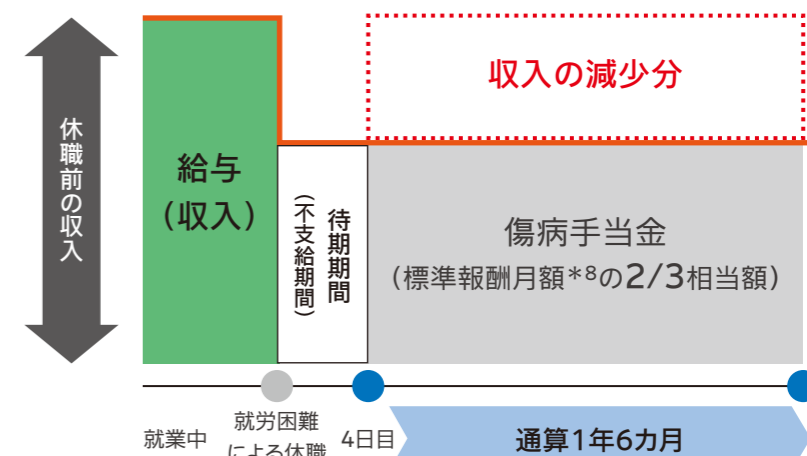 休職前の収入
給与
（収入）
待期期間
（不支給期間）
収入の減少分
傷病手当金
（標準報酬月額*8の2/3相当額）
就業中
就労困難
による休職
4日目
通算1年6カ月